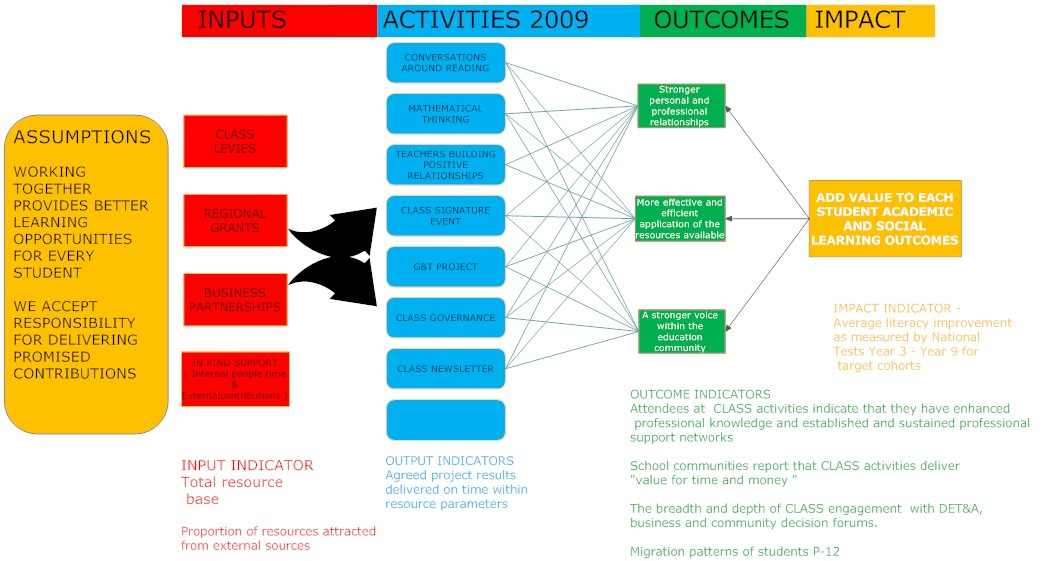 INPUTS
ACTIVITIES 2009
OUTCOMES
IMPACT
ASSUMPTIONS
WORKING
TOGETHER
PROVIDES BETTER
LEARNING
OPPORTUNITIES
FOR EVERY
STUDENT
WE ACCEPT
RESPONSIBILITY
FOR DELIVERING
PROMISED
CONTRIBUTIONS
CLASS
LEVIES
REGIONAL
GRANTS
BUSINESS
PARTNERSHIPS
IN KIND SUPPORT
( Internal people time
&
Externalcontributions )
INPUT INDICATOR
Total resource
base
Proportion of resources attracted
from external sources
CONVERSATIONS
AROUND READING
MATHEMATICAL
THINKING
TEACHERS BUILDING
POSITIVE
RELATIONSHIPS
CLASS SIGNATURE
EVENT
G&T PROJECT
CLASS GOVERNANCE
CLASS NEWSLETTER
OUTPUT INDICATORS
Agreed project results
delivered on time within
resource parameters
Stronger
personal and
professional
relationships
More effective and
efficient
application of the
resources available
A stronger voice
within the
education
community
ADD VALUE TO EACH
STUDENT ACADEMIC
AND SOCIAL
LEARNING OUTCOMES
IMPACT INDICATOR -
Average literacy improvement
as measured by National
Tests Year 3 - Year 9 for
target cohorts
OUTCOME INDICATORS
Attendees at CLASS activities indicate that they have enhanced
professional knowledge and established and sustained professional
support networks
School communities report that CLASS activities deliver
"value for time and money "
The breadth and depth of CLASS engagement with DET&A,
business and community decision forums.
Migration patterns of students P-12